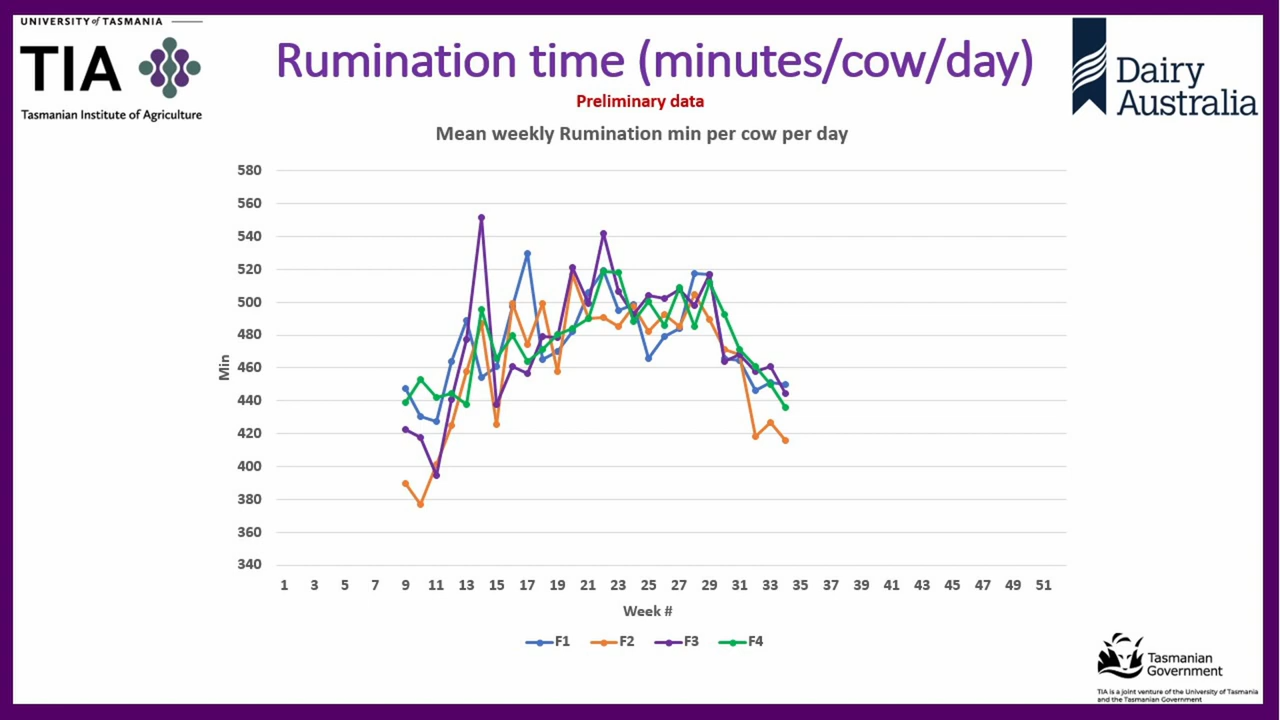 UNIVERSITY of TASMANIA
TIA
Tasmanian Institute of Agriculture
Rumination time (minutes/cow/day)
Preliminary data
Dairy
Australia
Mean weekly Rumination min per cow per day
580
560
540
520
500
480
460
440
420
400
380
360
340
Min
1 3 5 7 9 11 13 15 17 19 21 23 25 27 29 31 33 35 37 39 41 43 45 47 49 51
Week #
F1 F2 F3 F4
Tasmanian
Government
TIA is a joint venture of the University of Tasmania
and the Tasmanian Government